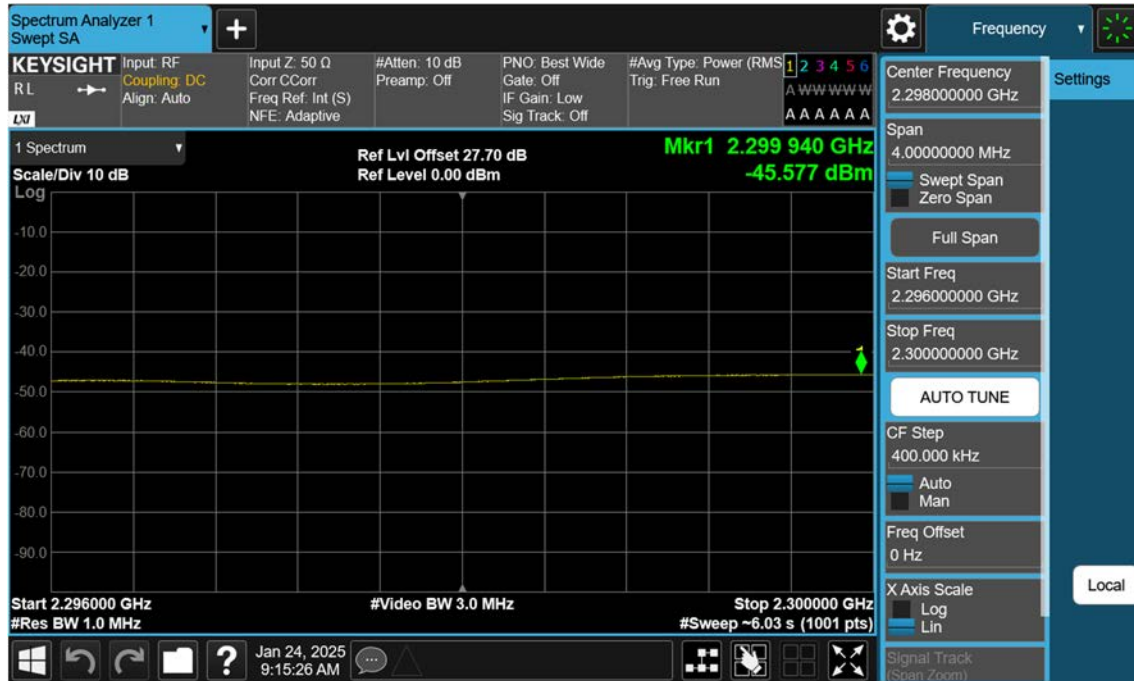 Spectrum Analyzer 1
Swept SA
Frequency
KEYSIGHT
R L
LXI
Input: RF
Coupling: DC
Align: Auto
Input Z: 50 Ω
Corr CCorr
Freq Ref: Int (S)
NFE: Adaptive
#Atten: 10 dB
Preamp: Off
PNO: Best Wide
Gate: Off
IF Gain: Low
Sig Track: Off
#Avg Type: Power (RMS
Trig: Free Run
1 2 3 4 5 6
A W W W W W
A A A A A A
1 Spectrum
Scale/Div 10 dB
Ref Lvl Offset 27.70 dB
Ref Level 0.00 dBm
Mkr1 2.299 940 GHz
-45.577 dBm
Log
-10.0
-20.0
-30.0
-40.0
-50.0
-60.0
-70.0
-80.0
-90.0
1
Start 2.296000 GHz
#Res BW 1.0 MHz
#Video BW 3.0 MHz
Stop 2.300000 GHz
#Sweep ~6.03 s (1001 pts)
Center Frequency
2.298000000 GHz
Span
4.00000000 MHz
Swept Span
Zero Span
Full Span
Start Freq
2.296000000 GHz
Stop Freq
2.300000000 GHz
AUTO TUNE
CF Step
400.000 kHz
Auto
Man
Freq Offset
0 Hz
X Axis Scale
Log
Lin
Signal Track
(Span Zoom)
Settings
Local
?
Jan 24, 2025
9:15:26 AM